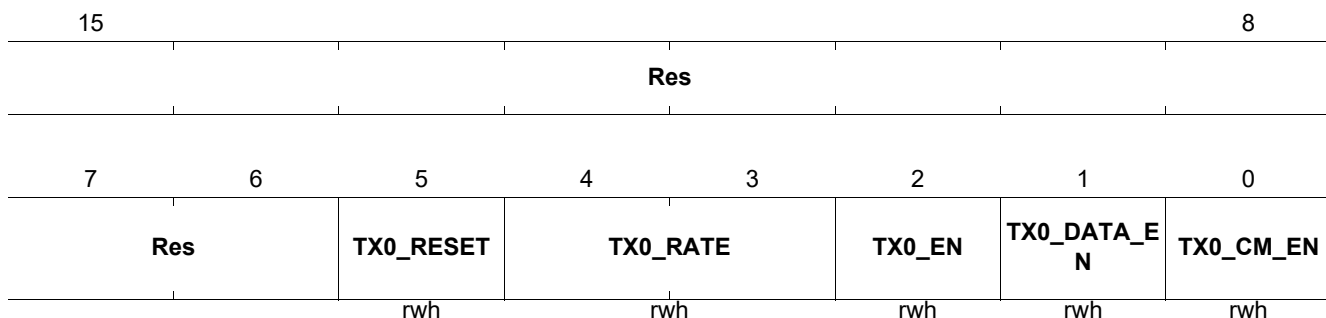 15 8
Res
7 6 5 4 3 2 1 0
Res TX0_RESET TX0_RATE TX0_EN TX0_DATA_E
N TX0_CM_EN
rwh rwh rwh rwh rwh